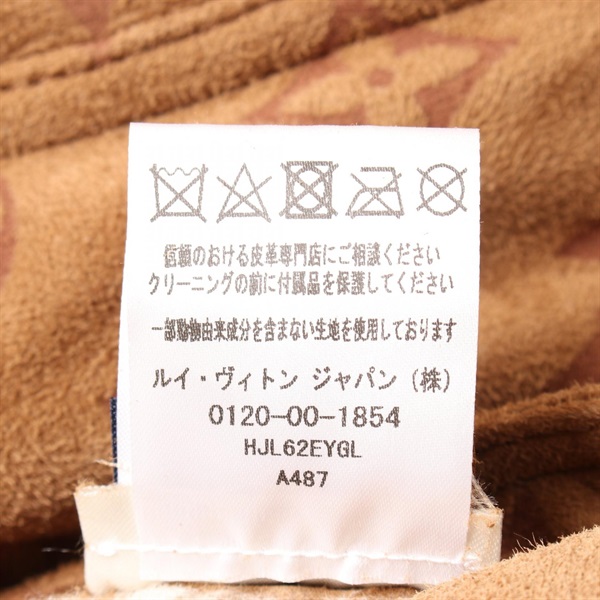 信頼のおける皮革専門店にご相談ください
クリーニングの前に付属品を保護してください
一部動物由来成分を含まない生地を使用しております
ルイ・ヴィトン ジャパン（株）
0120-00-1854
HJL62EYGL
A487